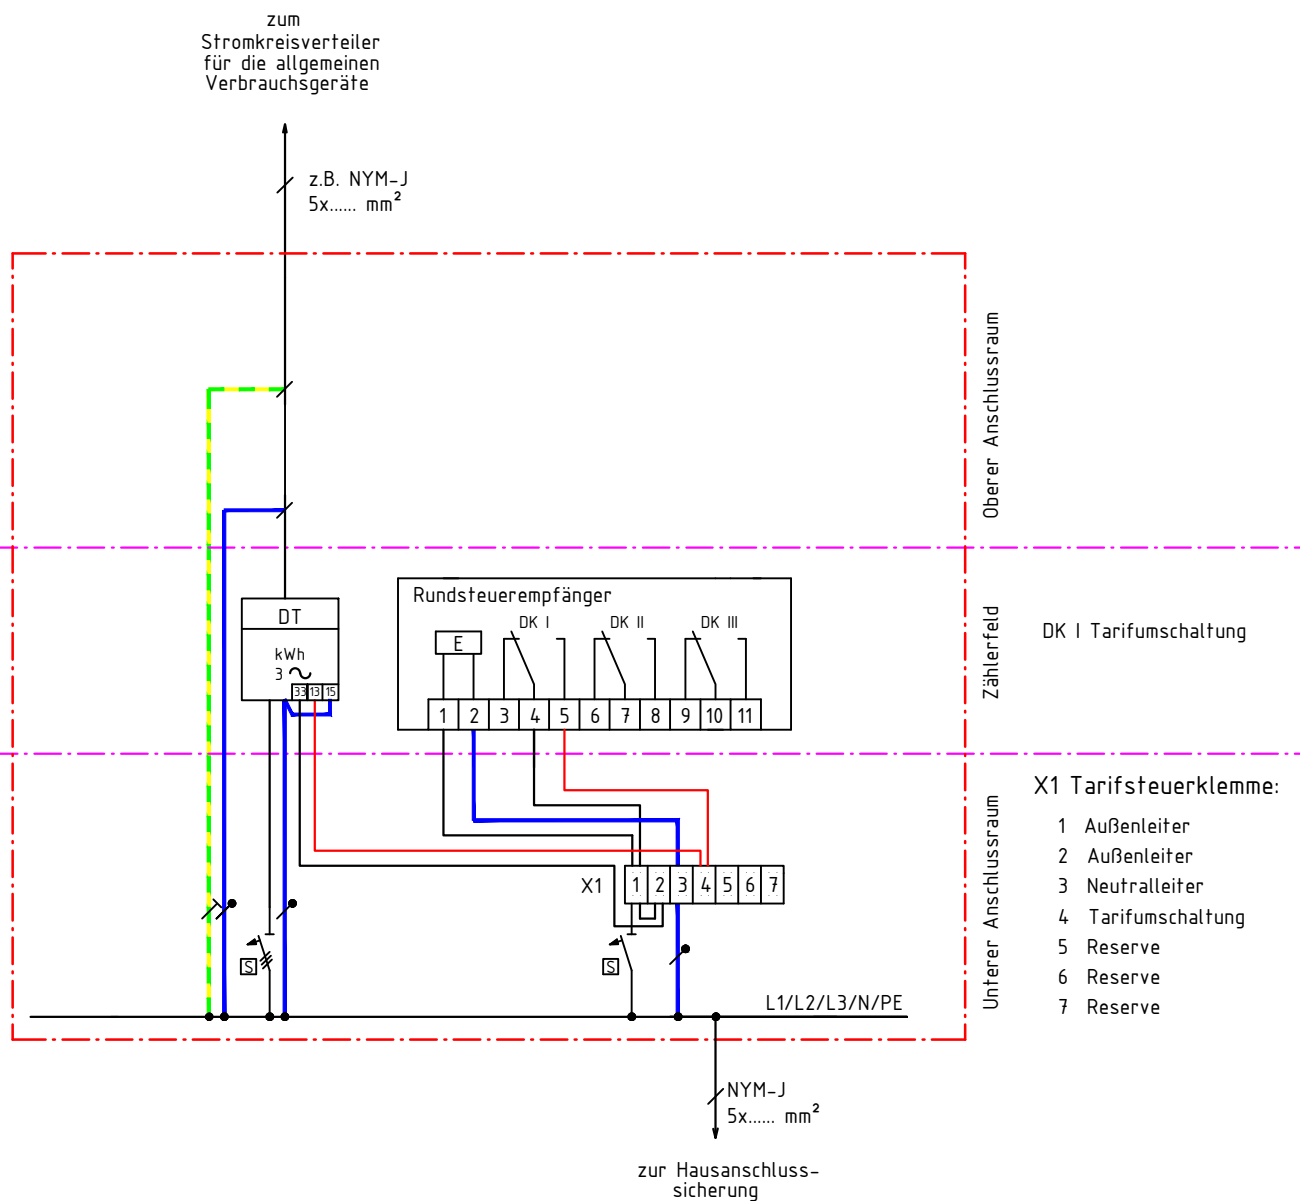 zum
Stromkreisverteiler
für die allgemeinen
Verbrauchsgeräte
z.B. NYM-J
5x...... mm²
Oberer Anschlussraum
DT
kWh
3
33 13 15
Rundsteuerempfänger
E
DK I
DK II
DK III
1 2 3 4 5 6 7 8 9 10 11
Zählerfeld
DK I Tarifumschaltung
X1
1 2 3 4 5 6 7
S
S
L1/L2/L3/N/PE
Unterer Anschlussraum
X1 Tarifsteuerklemme:
1 Außenleiter
2 Außenleiter
3 Neutralleiter
4 Tarifumschaltung
5 Reserve
6 Reserve
7 Reserve
NYM-J
5x...... mm²
zur Hausanschluss-
sicherung